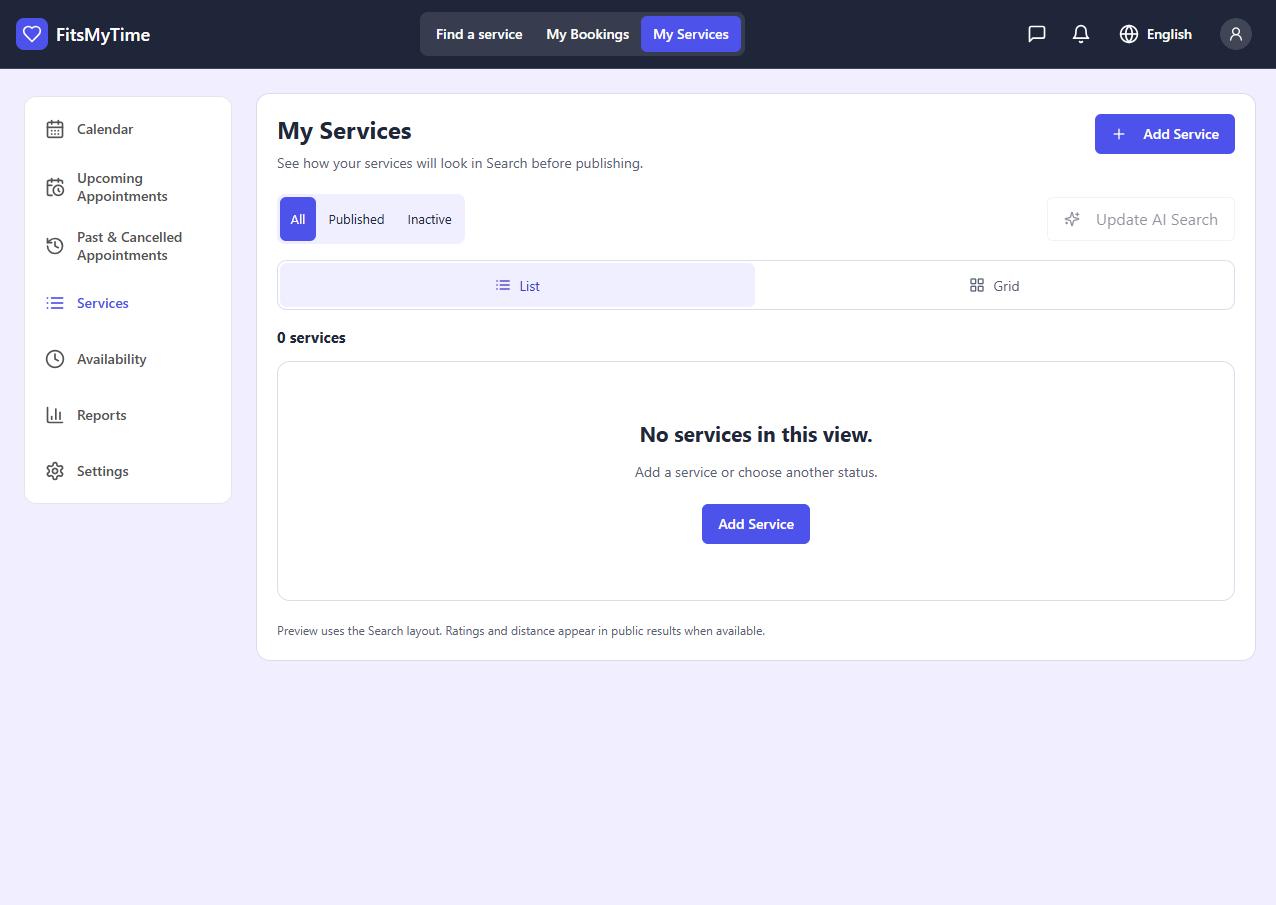 FitsMyTime
Find a service
My Bookings
My Services
English
Calendar
Upcoming
Appointments
Past & Cancelled
Appointments
Services
Availability
Reports
Settings
My Services
See how your services will look in Search before publishing.
Add Service
All
Published
Inactive
Update AI Search
List
Grid
0 services
No services in this view.
Add a service or choose another status.
Add Service
Preview uses the Search layout. Ratings and distance appear in public results when available.